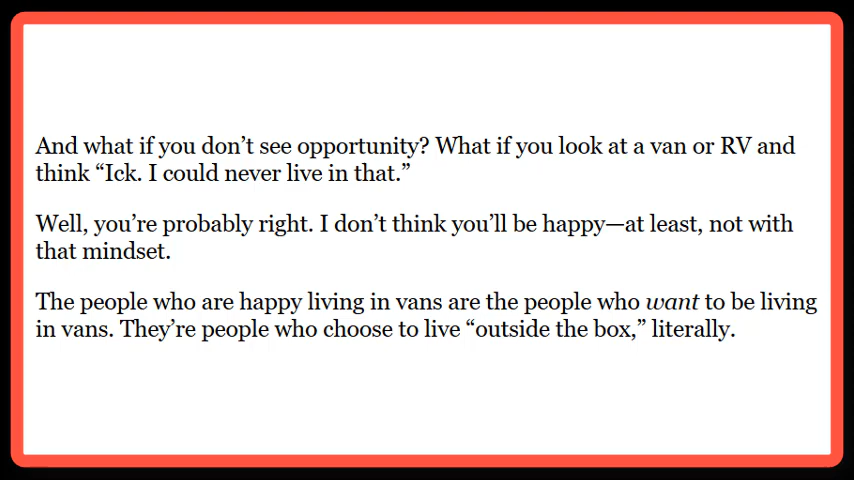 And what if you don’t see opportunity? What if you look at a van or RV and
think “Ick. I could never live in that.”
Well, you’re probably right. I don’t think you’ll be happy—at least, not with
that mindset.
The people who are happy living in vans are the people who want to be living
in vans. They’re people who choose to live “outside the box,” literally.